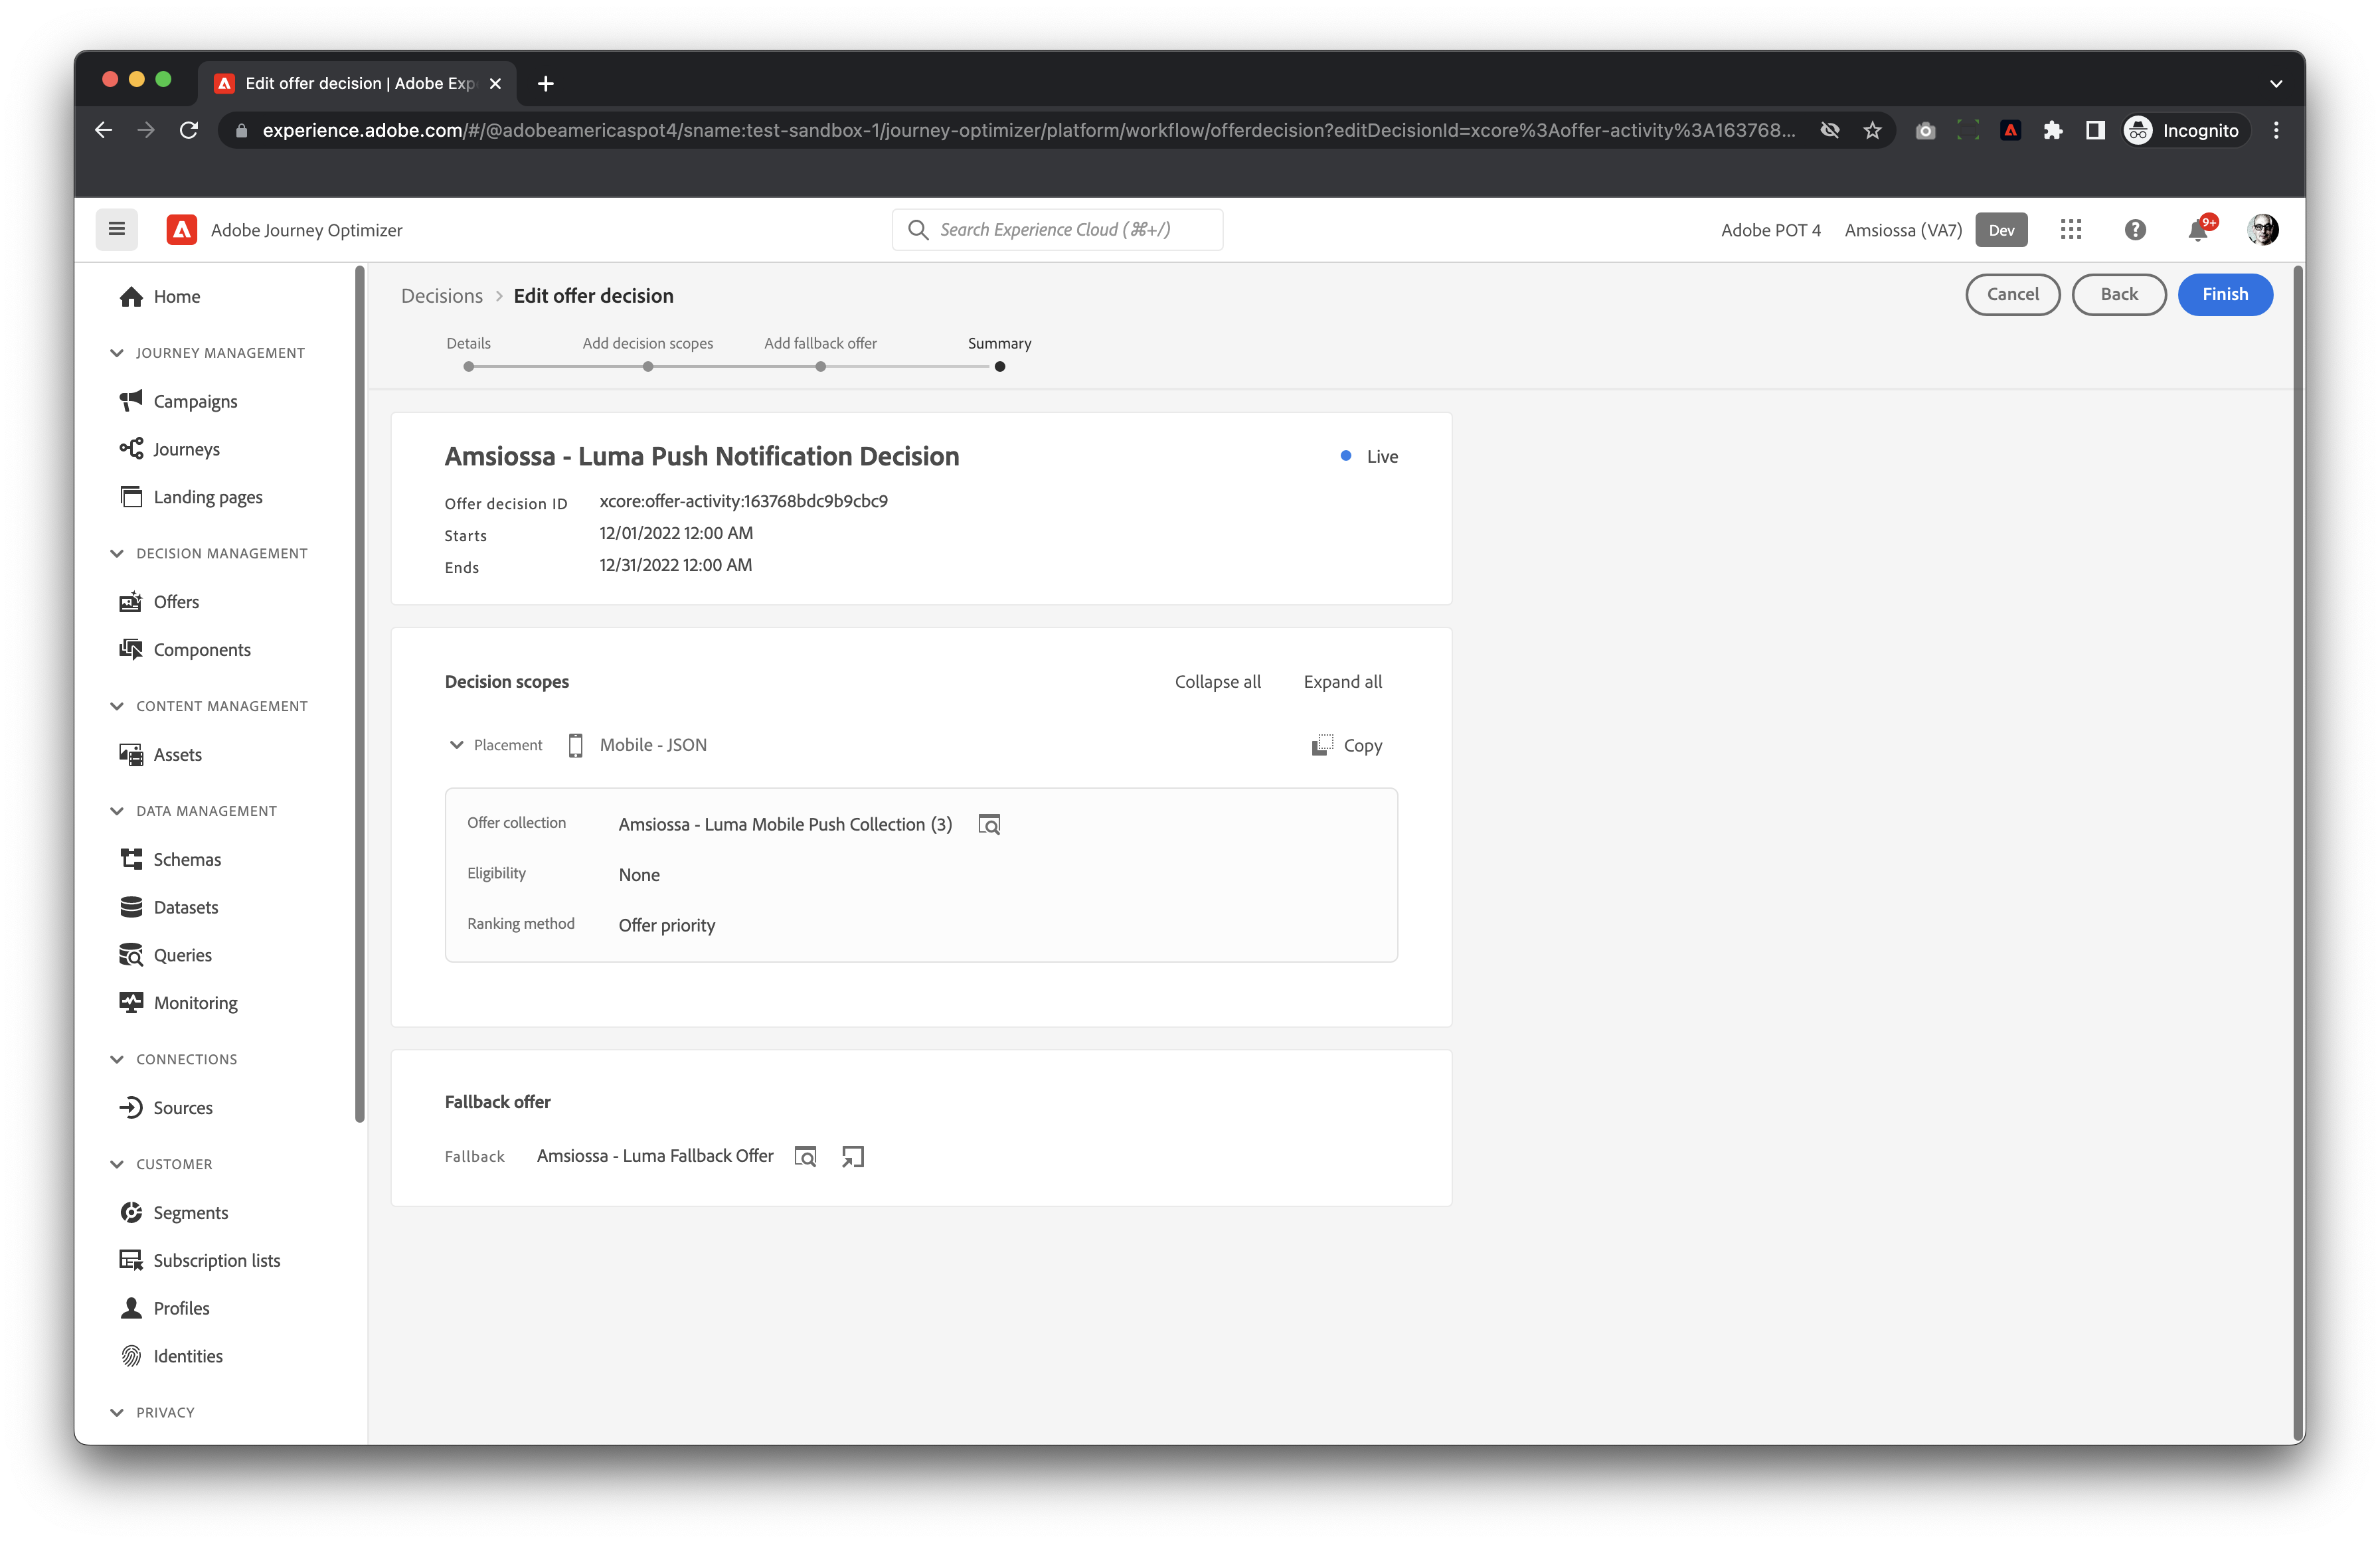 Edit offer decision | Adobe Exp
experience.adobe.com/#/@adobeamericaspot4/sname:test-sandbox-1/journey-optimizer/platform/workflow/offerdecision?editDecisionId=xcore%3Aoffer-activity%3A163768...
Incognito
Adobe Journey Optimizer
Search Experience Cloud (⌘+/)
Adobe POT 4
Amsiossa (VA7)
Dev
9+
Home
JOURNEY MANAGEMENT
Campaigns
Journeys
Landing pages
DECISION MANAGEMENT
Offers
Components
CONTENT MANAGEMENT
Assets
DATA MANAGEMENT
Schemas
Datasets
Queries
Monitoring
CONNECTIONS
Sources
CUSTOMER
Segments
Subscription lists
Profiles
Identities
PRIVACY
Decisions > Edit offer decision
Cancel
Back
Finish
Details
Add decision scopes
Add fallback offer
Summary
Amsiossa - Luma Push Notification Decision
Live
Offer decision ID xcore:offer-activity:163768bdc9b9cbc9
Starts 12/01/2022 12:00 AM
Ends 12/31/2022 12:00 AM
Decision scopes
Collapse all
Expand all
Placement Mobile - JSON
Copy
Offer collection Amsiossa - Luma Mobile Push Collection (3)
Eligibility None
Ranking method Offer priority
Fallback offer
Fallback Amsiossa - Luma Fallback Offer